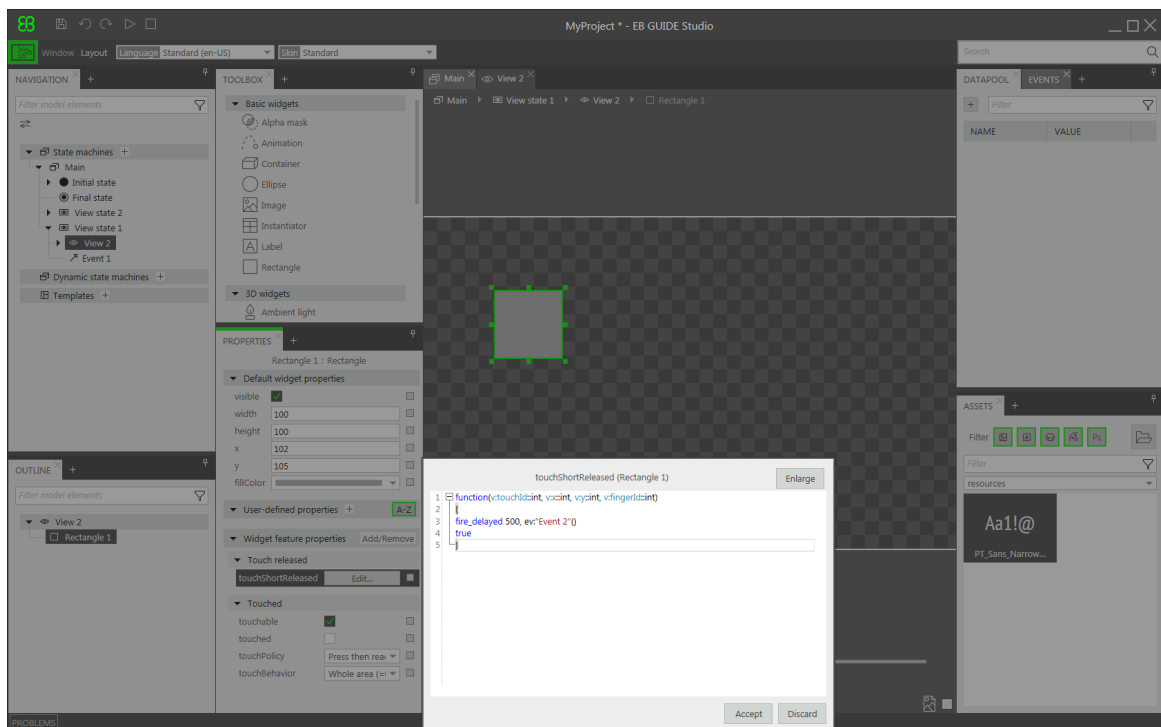 EB
MyProject * - EB GUIDE Studio
Window Layout Language Standard (en-US) Skin Standard
Search
NAVIGATION
Filter model elements
State machines
Main
Initial state
Final state
View state 2
View state 1
View 2
Event 1
Dynamic state machines
Templates
OUTLINE
Filter model elements
View 2
Rectangle 1
TOOLBOX
Basic widgets
Alpha mask
Animation
Container
Ellipse
Image
Instantiator
Label
Rectangle
3D widgets
Ambient light
PROPERTIES
Rectangle 1 : Rectangle
Default widget properties
visible
width 100
height 100
x 102
y 105
fillColor
User-defined properties + A-Z
Widget feature properties Add/Remove
Touch released
touchShortReleased Edit...
Touched
touchable
touched
touchPolicy Press then rea
touchBehavior Whole area (=
Main View 2
Main View state 1 View 2 Rectangle 1
touchShortReleased (Rectangle 1) Enlarge
1 function(v:touchId::int, v:x::int, v:y::int, v:fingerId::int)
2 {
3 fire_delayed 500, ev:"Event 2"()
4 true
5 }
Accept Discard
DATAPOOL EVENTS
Filter
NAME VALUE
ASSETS
Filter A Ps
Filter
resources
Aa1!@
PT_Sans_Narrow...
PROBLEMS